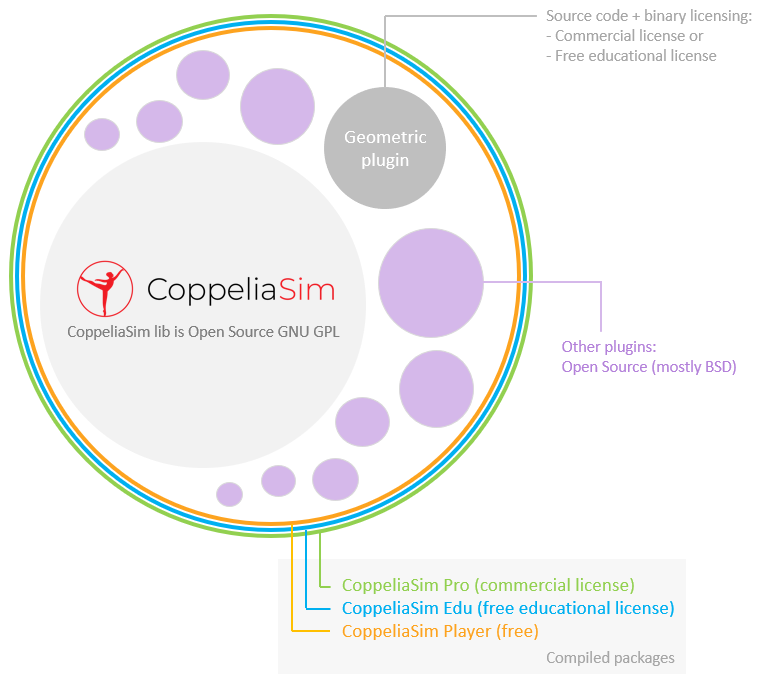 Source code + binary licensing:
- Commercial license or
- Free educational license
Geometric
plugin
CoppeliaSim
CoppeliaSim lib is Open Source GNU GPL
Other plugins:
Open Source (mostly BSD)
CoppeliaSim Pro (commercial license)
CoppeliaSim Edu (free educational license)
CoppeliaSim Player (free)
Compiled packages